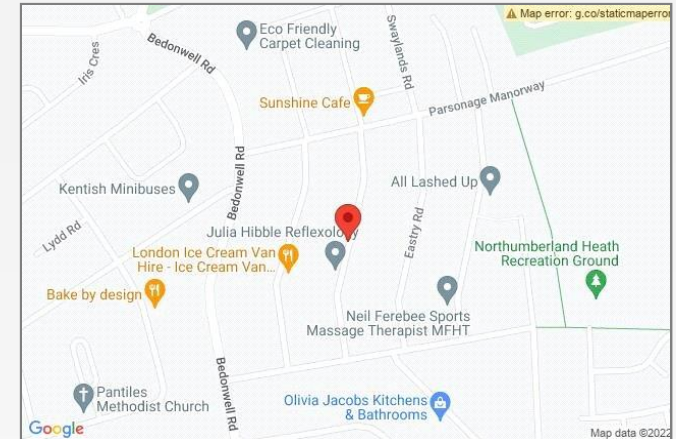 Map error: g.co/staticmaperror
Eco Friendly
Carpet Cleaning
Bedonwell Rd
Iris Cres
Swaylands Rd
Sunshine Cafe
Parsonage Manorway
Bedonwell Rd
Kentish Minibuses
All Lashed Up
Lydd Rd
Julia Hibble Reflexology
Eastry Rd
London Ice Cream Van
Hire - Ice Cream Van...
Northumberland Heath
Recreation Ground
Bake by design
Neil Ferebee Sports
Massage Therapist MFHT
Bedonwell Rd
Pantiles
Methodist Church
Olivia Jacobs Kitchens
& Bathrooms
Google
Map data ©2022